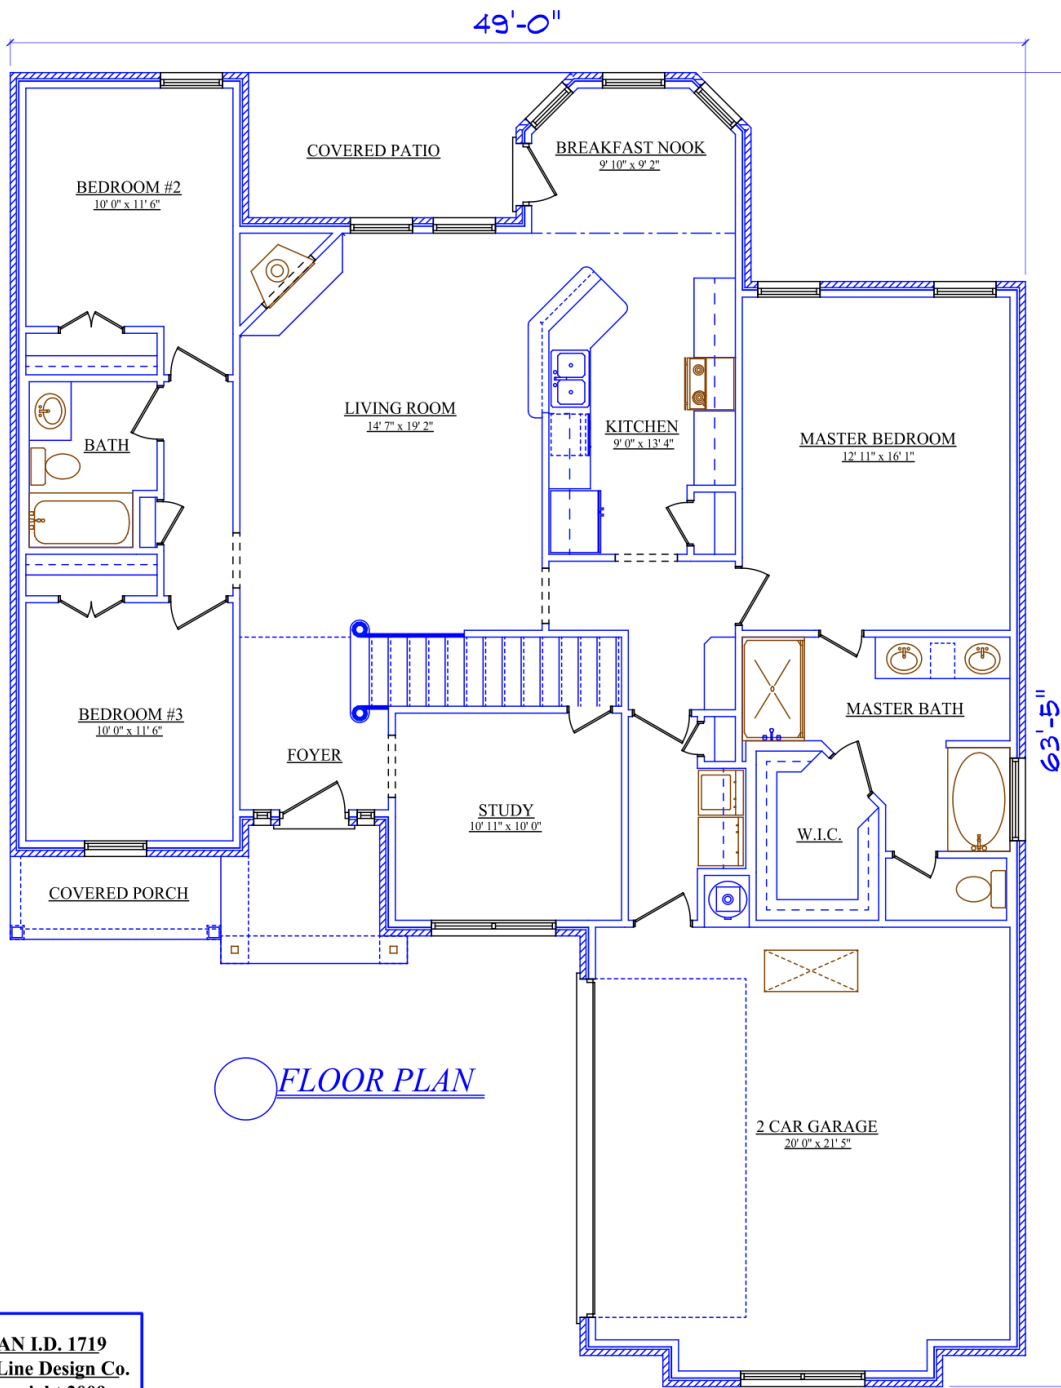 49'-0"
COVERED PATIO
BREAKFAST NOOK
9' 10" x 9' 2"
BEDROOM #2
10' 0" x 11' 6"
LIVING ROOM
14' 7" x 19' 2"
KITCHEN
9' 0" x 13' 4"
MASTER BEDROOM
12' 11" x 16' 1"
BATH
BEDROOM #3
10' 0" x 11' 6"
MASTER BATH
63'-5"
FOYER
STUDY
10' 11" x 10' 0"
W.I.C.
COVERED PORCH
FLOOR PLAN
2 CAR GARAGE
20' 0" x 21' 5"
AN I.D. 1719
Line Design Co.